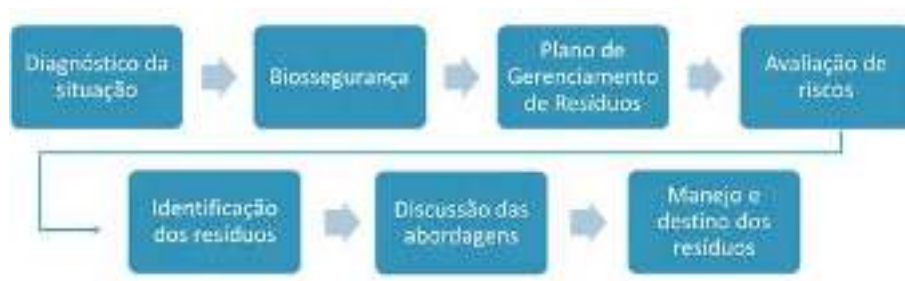 Diagnóstico da
situação
Biossegurança
Plano de
Gerenciamento
de Resíduos
Avaliação de
riscos
Identificação
dos resíduos
Discussão das
abordagens
Manejo e
destino dos
resíduos